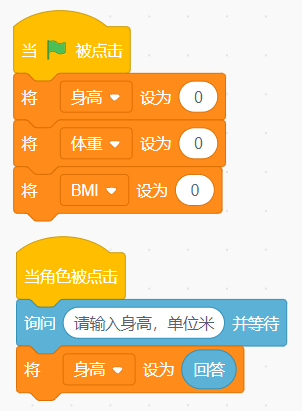 当 被点击
将 身高 设为 0
将 体重 设为 0
将 BMI 设为 0
当角色被点击
询问 请输入身高，单位米 并等待
将 身高 设为 回答